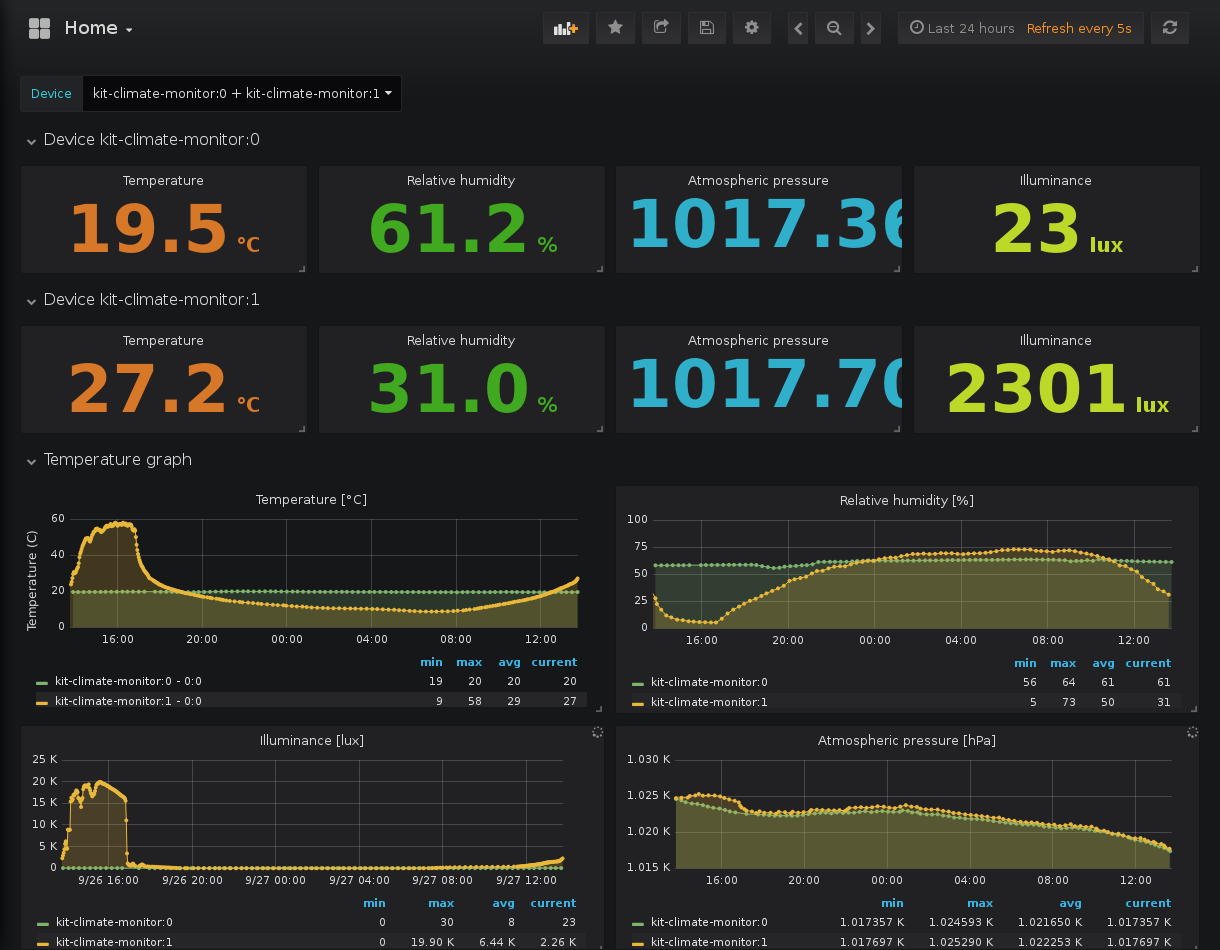 Home
Last 24 hours Refresh every 5s
Device kit-climate-monitor:0 + kit-climate-monitor:1
Device kit-climate-monitor:0
Temperature Relative humidity Atmospheric pressure Illuminance
19.5 °C 61.2 % 1017.36 23 lux
Device kit-climate-monitor:1
Temperature Relative humidity Atmospheric pressure Illuminance
27.2 °C 31.0 % 1017.70 2301 lux
Temperature graph
Temperature [°C]
Temperature (C)
60
40
20
0
16:00 20:00 00:00 04:00 08:00 12:00
min max avg current
kit-climate-monitor:0 - 0:0 19 20 20 20
kit-climate-monitor:1 - 0:0 9 58 29 27
Relative humidity [%]
100
75
50
25
0
16:00 20:00 00:00 04:00 08:00 12:00
min max avg current
kit-climate-monitor:0 56 64 61 61
kit-climate-monitor:1 5 73 50 31
Illuminance [lux]
25 K
20 K
15 K
10 K
5 K
0
9/26 16:00 9/26 20:00 9/27 00:00 9/27 04:00 9/27 08:00 9/27 12:00
min max avg current
kit-climate-monitor:0 0 30 8 23
kit-climate-monitor:1 0 19.90 K 6.44 K 2.26 K
Atmospheric pressure [hPa]
1.030 K
1.025 K
1.020 K
1.015 K
16:00 20:00 00:00 04:00 08:00 12:00
min max avg current
kit-climate-monitor:0 1.017357 K 1.024593 K 1.021650 K 1.017357 K
kit-climate-monitor:1 1.017697 K 1.025290 K 1.022253 K 1.017697 K